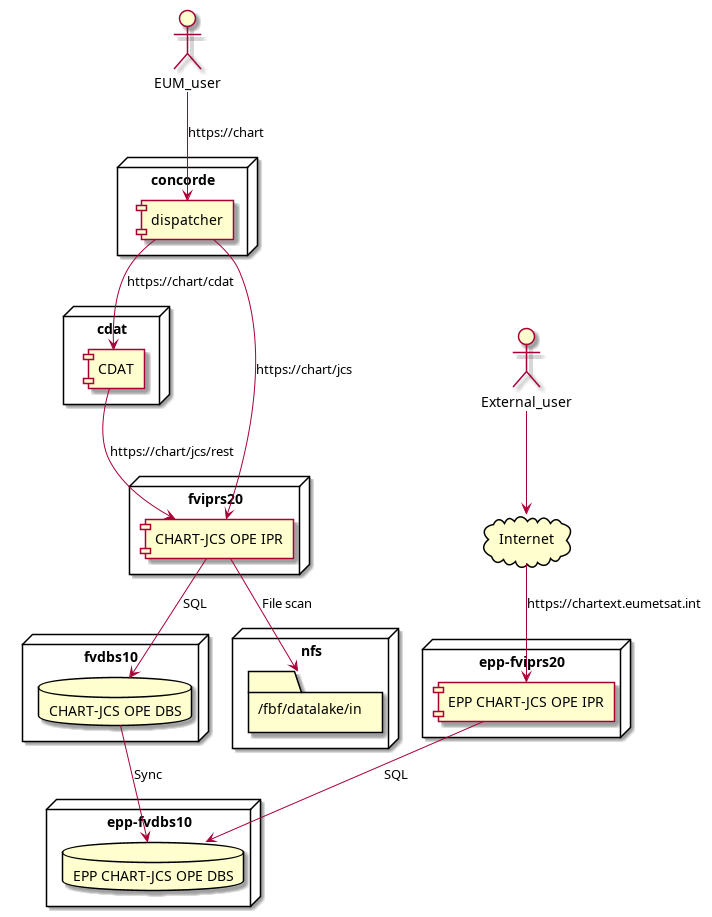 EUM_user
https://chart
concorde
dispatcher
https://chart/cdat
cdat
CDAT
https://chart/jcs
External_user
https://chart/jcs/rest
fviprs20
CHART-JCS OPE IPR
Internet
SQL
File scan
https://chartext.eumetsat.int
fvdbs10
CHART-JCS OPE DBS
nfs
/fbf/datalake/in
epp-fviprs20
EPP CHART-JCS OPE IPR
Sync
SQL
epp-fvdbs10
EPP CHART-JCS OPE DBS